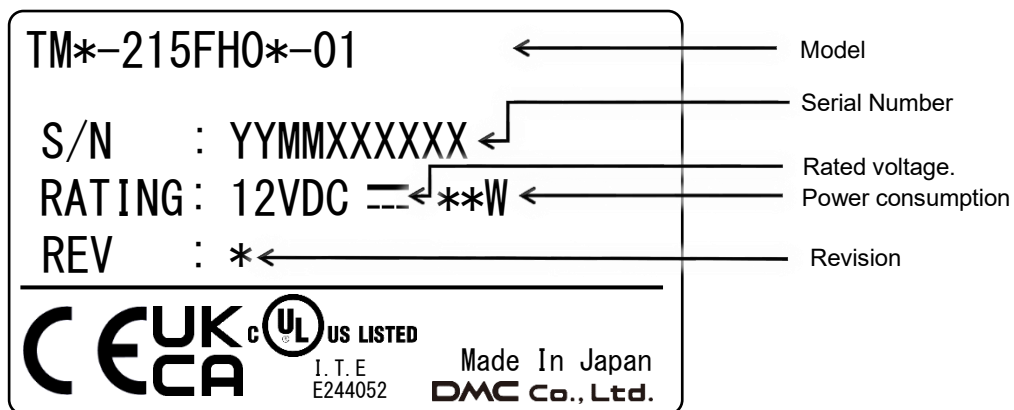 TM*-215FH0*-01
Model
Serial Number
S/N : YYMMXXXXXX
Rated voltage.
RATING: 12VDC **W
Power consumption
REV : *
Revision
CE UK CA
C UL US LISTED
I.T.E
E244052
Made In Japan
DMC Co., Ltd.